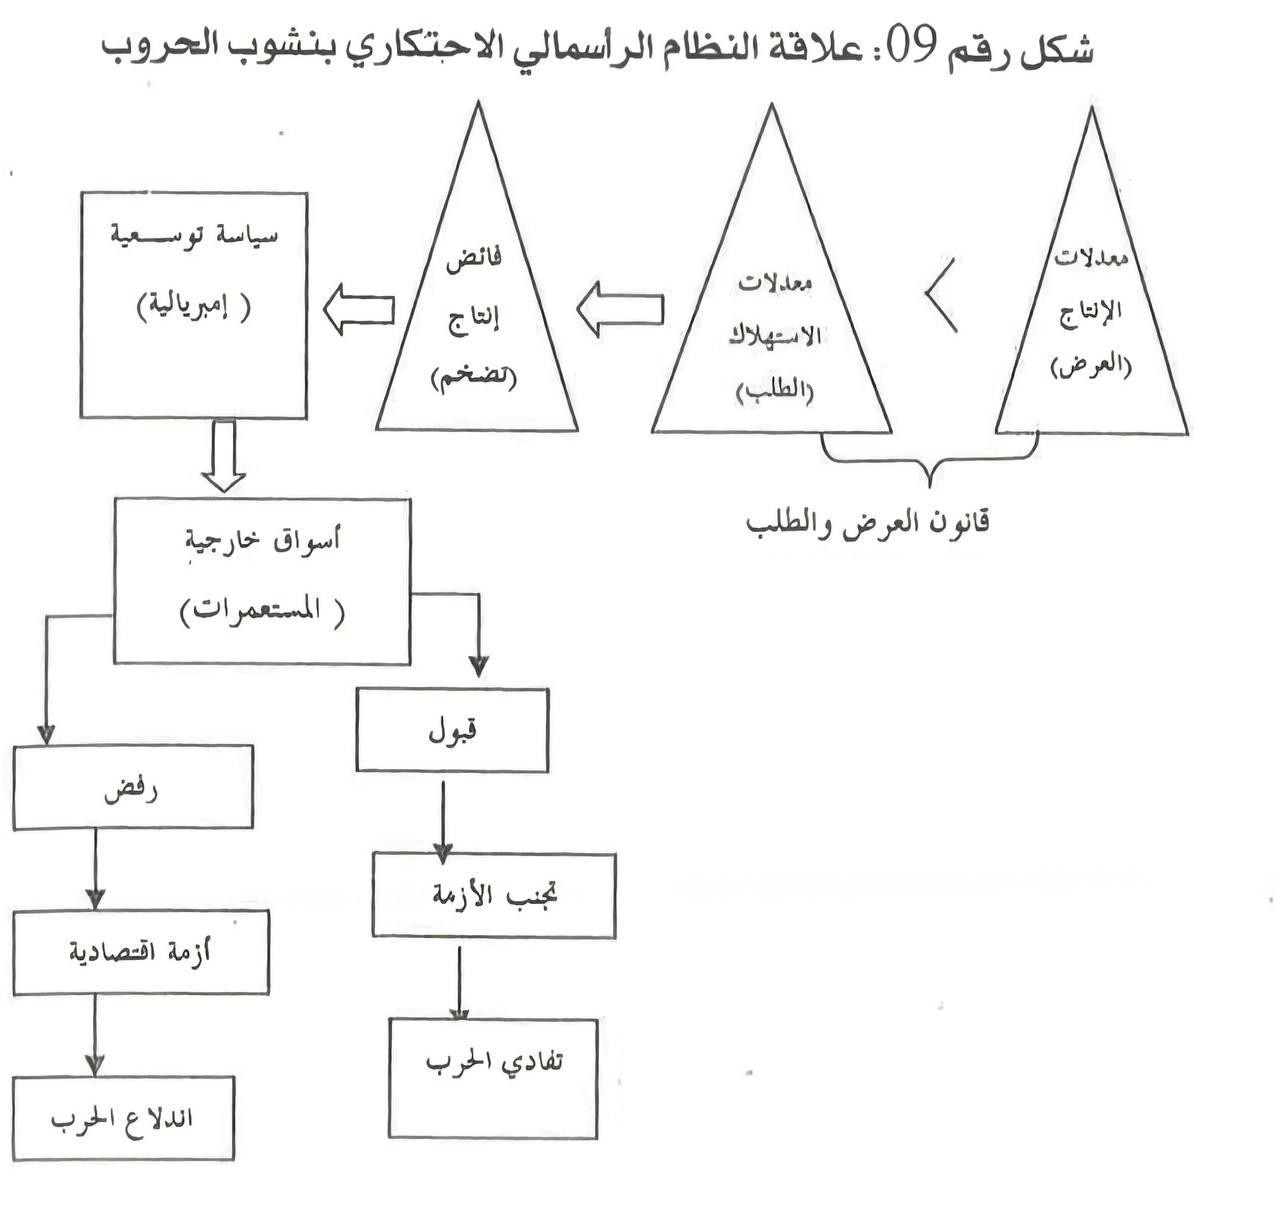 شكل رقم 09: علاقة النظام الرأسمالي الاحتكاري بنشوب الحروب
معدلات
الإنتاج
(العرض)
<
معدلات
الاستهلاك
(الطلب)
قانون العرض والطلب
فائض
إنتاج
(تضخم)
سياسة توسعية
( إمبريالية)
أسواق خارجية
( المستعمرات)
قبول
تجنب الأزمة
تفادي الحرب
رفض
أزمة اقتصادية
اندلاع الحرب